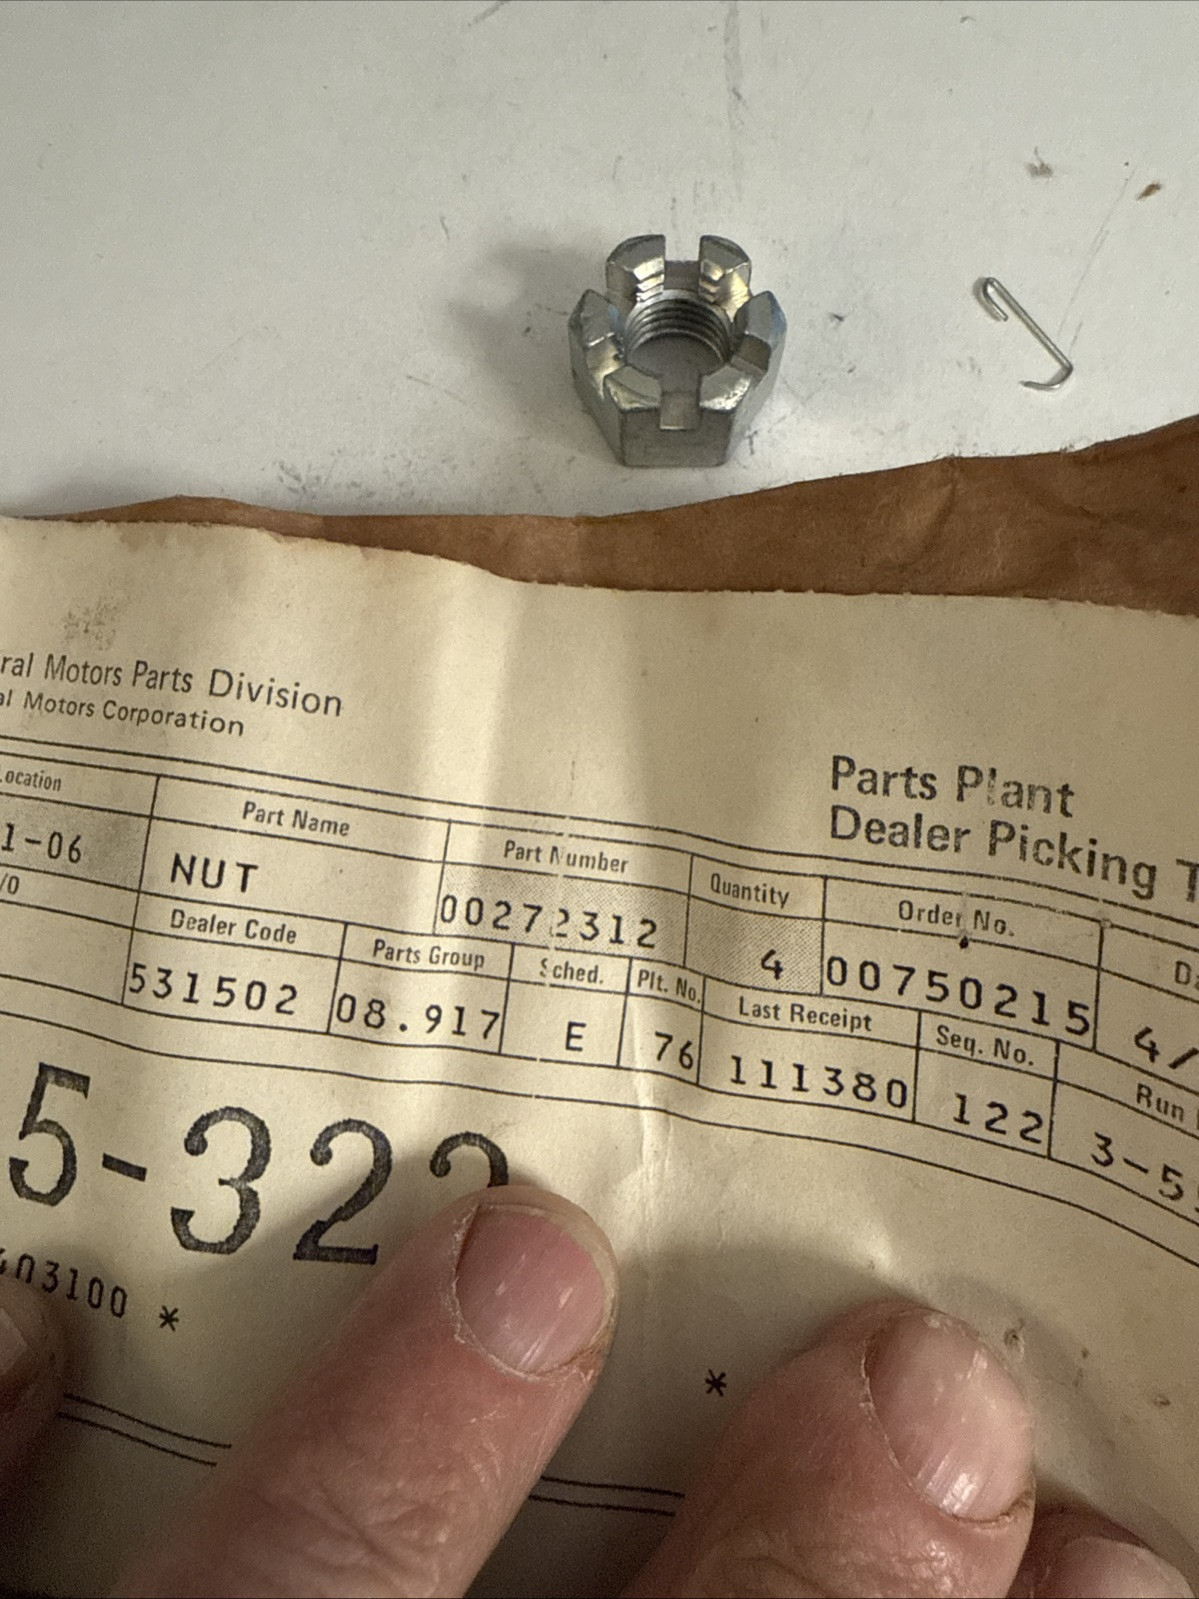 ral Motors Parts Division
al Motors Corporation
Parts Plant
Dealer Picking T
Location Part Name Part Number Quantity Order No.
1-06 NUT 00272312 4 00750215 4/
/O Dealer Code Parts Group Sched. Plt. No. Last Receipt Seq. No. Run
531502 08.917 E 76 111380 122 3-5
5-322
03100 *
*